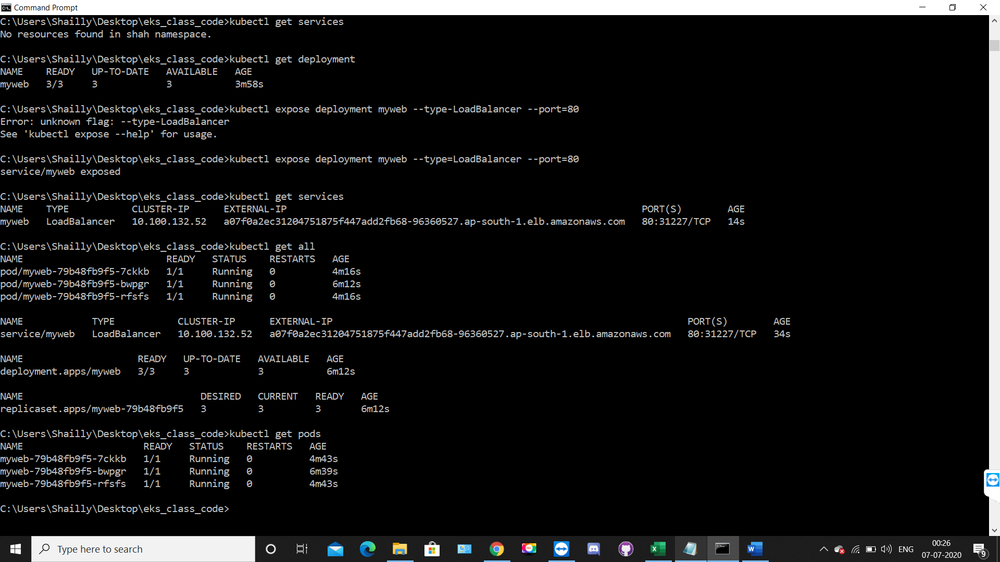 Command Prompt
C:\Users\Shailly\Desktop\eks_class_code>kubectl get services
No resources found in shah namespace.
C:\Users\Shailly\Desktop\eks_class_code>kubectl get deployment
NAME    READY   UP-TO-DATE   AVAILABLE   AGE
myweb   3/3     3            3           3m58s
C:\Users\Shailly\Desktop\eks_class_code>kubectl expose deployment myweb --type-LoadBalancer --port=80
Error: unknown flag: --type-LoadBalancer
See 'kubectl expose --help' for usage.
C:\Users\Shailly\Desktop\eks_class_code>kubectl expose deployment myweb --type=LoadBalancer --port=80
service/myweb exposed
C:\Users\Shailly\Desktop\eks_class_code>kubectl get services
NAME    TYPE           CLUSTER-IP      EXTERNAL-IP                                                              PORT(S)        AGE
myweb   LoadBalancer   10.100.132.52   a07f0a2ec31204751875f447add2fb68-96360527.ap-south-1.elb.amazonaws.com   80:31227/TCP   14s
C:\Users\Shailly\Desktop\eks_class_code>kubectl get all
NAME                         READY   STATUS    RESTARTS   AGE
pod/myweb-79b48fb9f5-7ckkb   1/1     Running   0          4m16s
pod/myweb-79b48fb9f5-bwpgr   1/1     Running   0          6m12s
pod/myweb-79b48fb9f5-rfsfs   1/1     Running   0          4m16s
NAME            TYPE           CLUSTER-IP      EXTERNAL-IP                                                              PORT(S)        AGE
service/myweb   LoadBalancer   10.100.132.52   a07f0a2ec31204751875f447add2fb68-96360527.ap-south-1.elb.amazonaws.com   80:31227/TCP   34s
NAME                    READY   UP-TO-DATE   AVAILABLE   AGE
deployment.apps/myweb   3/3     3            3           6m12s
NAME                               DESIRED   CURRENT   READY   AGE
replicaset.apps/myweb-79b48fb9f5   3         3         3       6m12s
C:\Users\Shailly\Desktop\eks_class_code>kubectl get pods
NAME                     READY   STATUS    RESTARTS   AGE
myweb-79b48fb9f5-7ckkb   1/1     Running   0          4m43s
myweb-79b48fb9f5-bwpgr   1/1     Running   0          6m39s
myweb-79b48fb9f5-rfsfs   1/1     Running   0          4m43s
C:\Users\Shailly\Desktop\eks_class_code>
Type here to search
ENG
00:26
07-07-2020
9